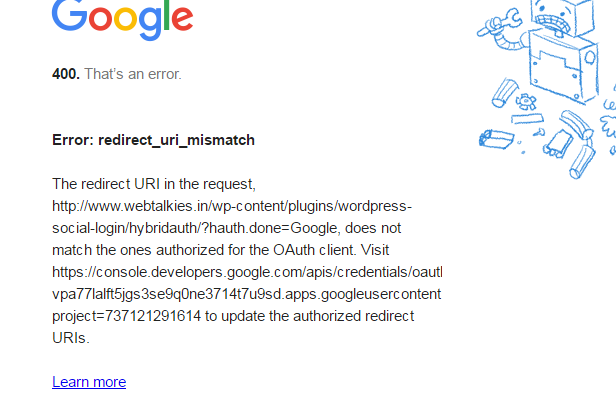 Google
400. That's an error.
Error: redirect_uri_mismatch
The redirect URI in the request,
http://www.webtalkies.in/wp-content/plugins/wordpress-
social-login/hybridauth/?hauth.done=Google, does not
match the ones authorized for the OAuth client. Visit
https://console.developers.google.com/apis/credentials/oautl
vpa77lalft5jgs3se9q0ne3714t7u9sd.apps.googleusercontent
project=737121291614 to update the authorized redirect
URIs.
Learn more